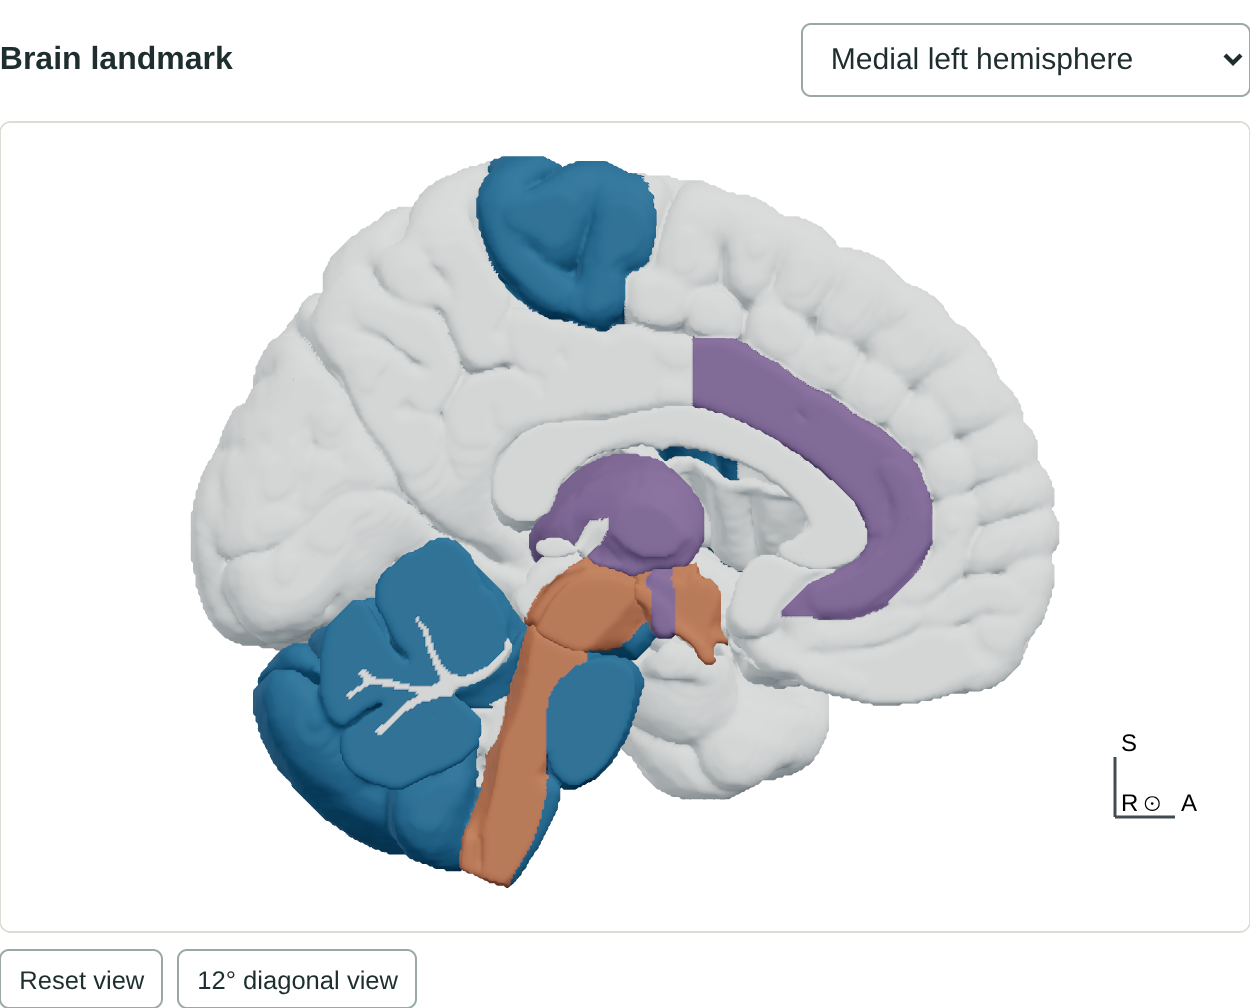 Brain landmark
Medial left hemisphere
S
R ⊙ A
Reset view
12° diagonal view